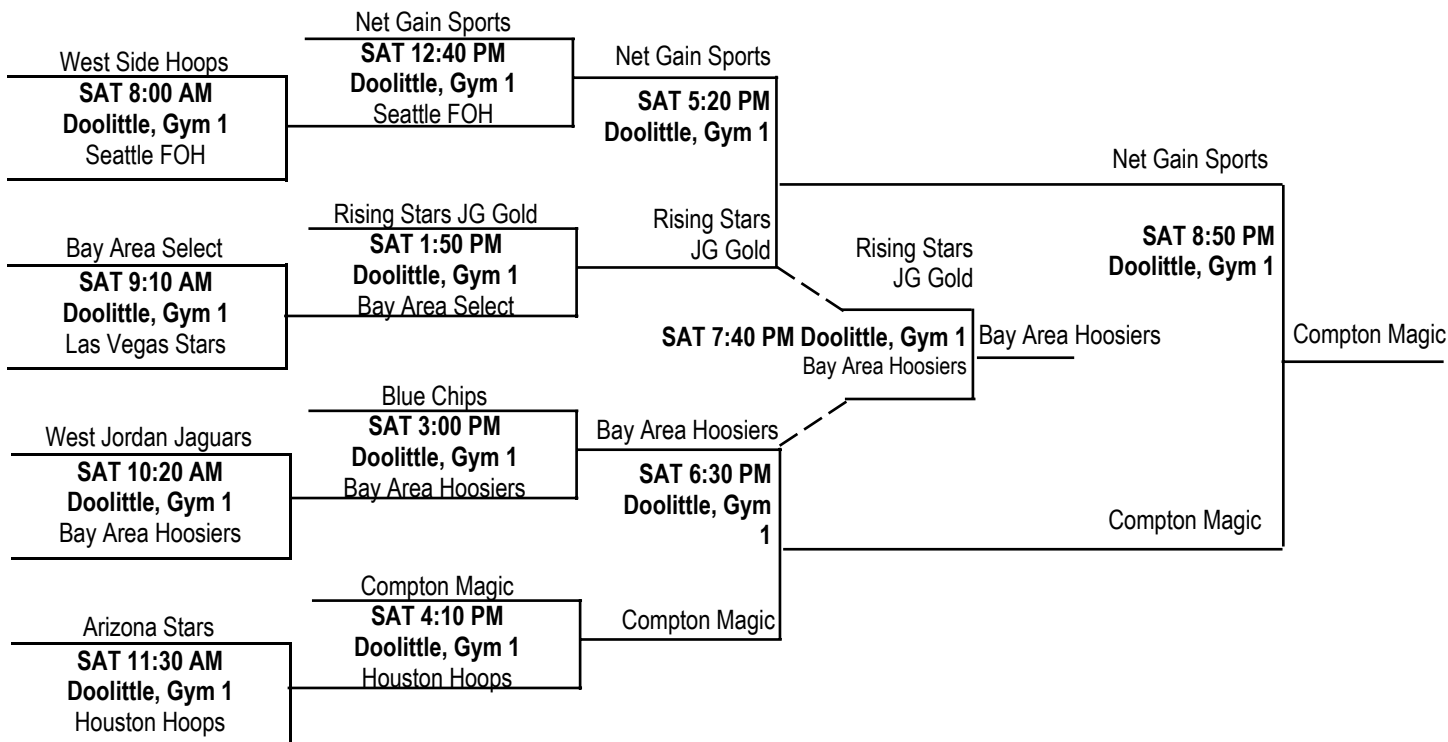 West Side Hoops
SAT 8:00 AM
Doolittle, Gym 1
Seattle FOH
Bay Area Select
SAT 9:10 AM
Doolittle, Gym 1
Las Vegas Stars
West Jordan Jaguars
SAT 10:20 AM
Doolittle, Gym 1
Bay Area Hoosiers
Arizona Stars
SAT 11:30 AM
Doolittle, Gym 1
Houston Hoops
Net Gain Sports
SAT 12:40 PM
Doolittle, Gym 1
Seattle FOH
Rising Stars JG Gold
SAT 1:50 PM
Doolittle, Gym 1
Bay Area Select
Blue Chips
SAT 3:00 PM
Doolittle, Gym 1
Bay Area Hoosiers
Compton Magic
SAT 4:10 PM
Doolittle, Gym 1
Houston Hoops
Net Gain Sports
SAT 5:20 PM
Doolittle, Gym 1
Rising Stars
JG Gold
Bay Area Hoosiers
SAT 6:30 PM
Doolittle, Gym
1
Compton Magic
Rising Stars
JG Gold
SAT 7:40 PM Doolittle, Gym 1
Bay Area Hoosiers
Bay Area Hoosiers
Net Gain Sports
SAT 8:50 PM
Doolittle, Gym 1
Compton Magic
Compton Magic